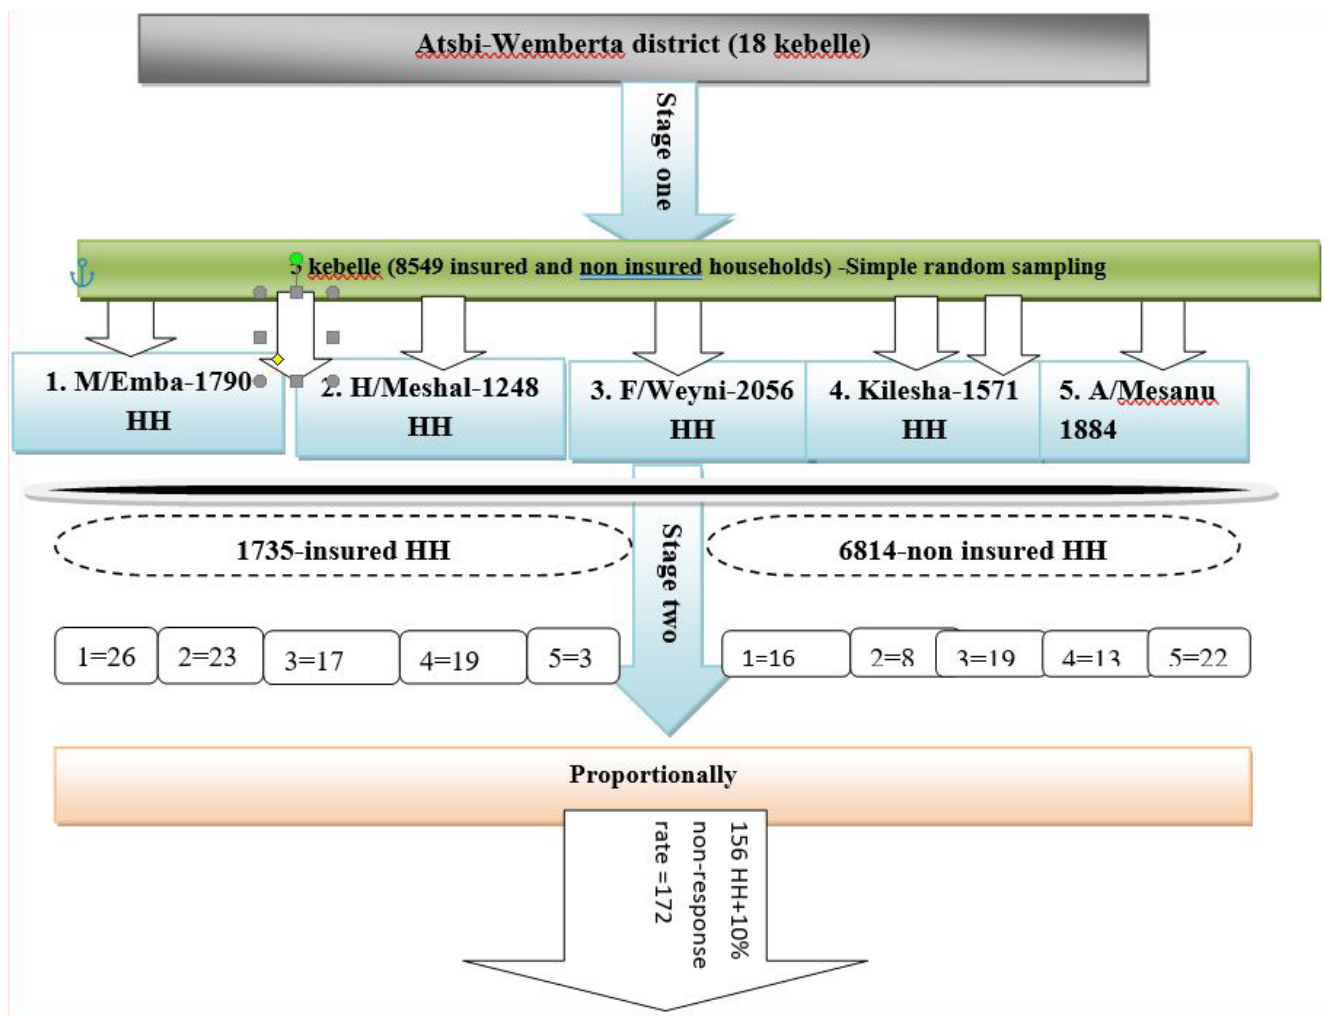 Atsbi-Wemberta district (18 kebelle)
Stage one
5 kebelle (8549 insured and non insured households) -Simple random sampling
1. M/Emba-1790
HH
2. H/Meshal-1248
HH
3. F/Weyni-2056
HH
4. Kilesha-1571
HH
5. A/Mesanu
1884
Stage two
1735-insured HH
6814-non insured HH
1=26
2=23
3=17
4=19
5=3
1=16
2=8
3=19
4=13
5=22
Proportionally
156 HH+10%
non-response
rate =172